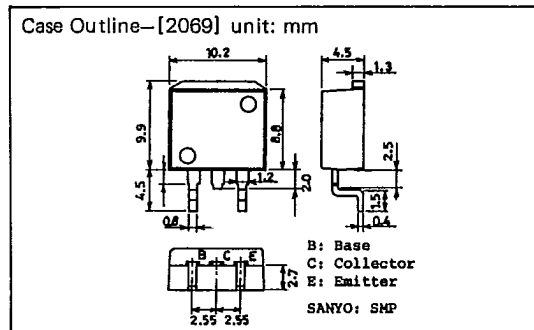 Case Outline—[2069] unit: mm
10.2
4.5
1.3
9.9
8.8
4.5
1.2
2.0
2.5
1.5
0.8
0.4
B C E
2.7
2.55 2.55
B: Base
C: Collector
E: Emitter
SANYO: SMP